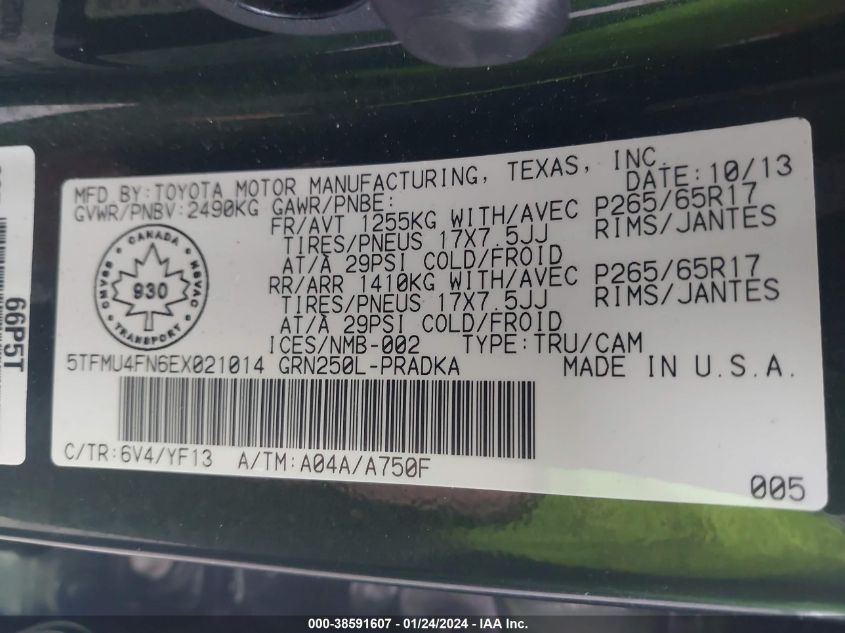 MFD BY: TOYOTA MOTOR MANUFACTURING, TEXAS, INC.
DATE: 10/13
GVWR/PNBV: 2490KG GAWR/PNBE:
FR/AVT 1255KG WITH/AVEC P265/65R17
TIRES/PNEUS 17X7.5JJ RIMS/JANTES
AT/À 29PSI COLD/FROID
RR/ARR 1410KG WITH/AVEC P265/65R17
TIRES/PNEUS 17X7.5JJ RIMS/JANTES
AT/À 29PSI COLD/FROID
ICES/NMB-002 TYPE: TRU/CAM
CANADA
CMVSS 930 NSVAC
TRANSPORT
5TFMU4FN6EX021014 GRN250L-PRADKA MADE IN U.S.A.
C/TR: 6V4/YF13 A/TM: A04A/A750F
005
66P5T
000-38591607 - 01/24/2024 - IAA Inc.